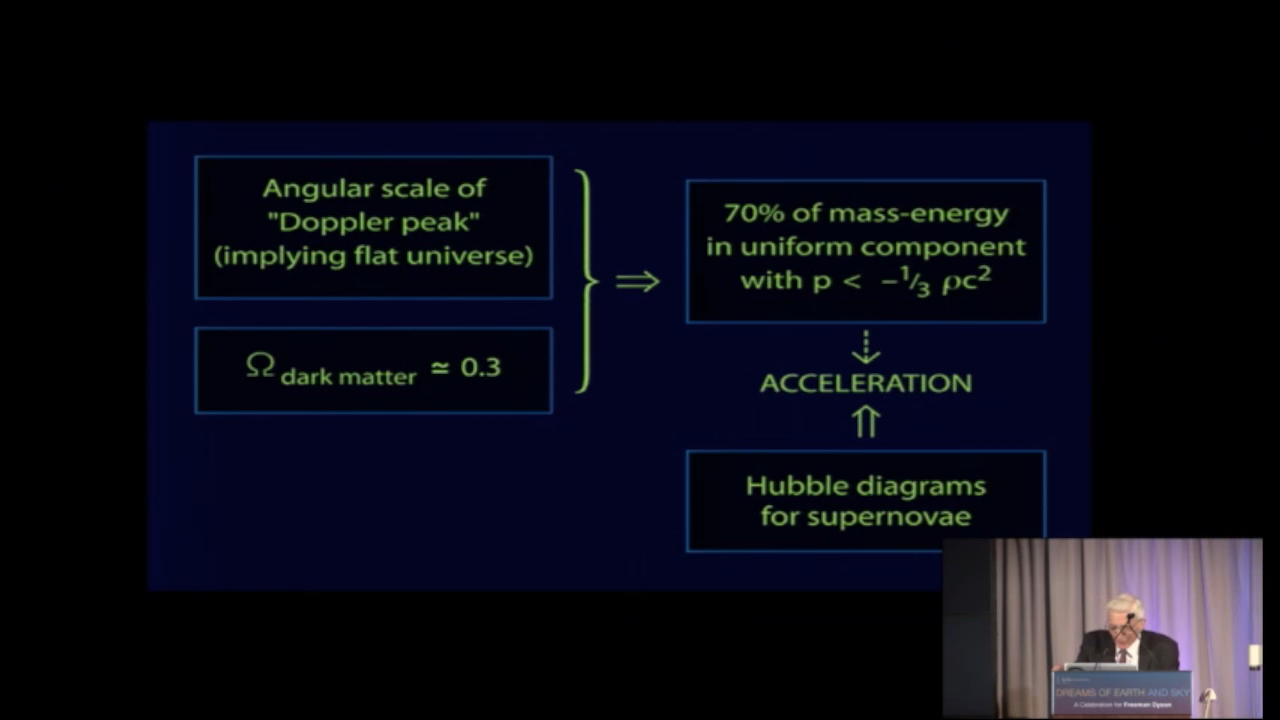 Angular scale of
"Doppler peak"
(implying flat universe)
Ω dark matter ≃ 0.3
⇒
70% of mass-energy
in uniform component
with p < -⅓ ρc²
ACCELERATION
⇑
Hubble diagrams
for supernovae
DREAMS OF EARTH AND SKY
A Celebration for Freeman Dyson